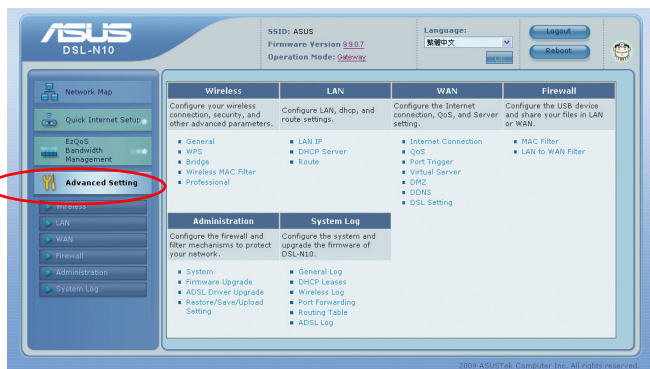 ASUS
DSL-N10
SSID: ASUS
Firmware Version 9.9.0.7
Operation Mode: Gateway
Language:
繁體中文
Logout
Reboot
Network Map
Quick Internet Setup
EzQoS
Bandwidth
Management
Advanced Setting
Wireless
LAN
WAN
Firewall
Administration
System Log
Wireless
Configure your wireless
connection, security, and
other advanced parameters.
General
WPS
Bridge
Wireless MAC Filter
Professional
LAN
Configure LAN, dhcp, and
route settings.
LAN IP
DHCP Server
Route
WAN
Configure the Internet
connection, QoS, and Server
setting.
Internet Connection
QoS
Port Trigger
Virtual Server
DMZ
DDNS
DSL Setting
Firewall
Configure the USB device
and share your files in LAN
or WAN.
MAC Filter
LAN to WAN Filter
Administration
Configure the firewall and
filter mechanisms to protect
your network.
System
Firmware Upgrade
ADSL Driver Upgrade
Restore/Save/Upload
Setting
System Log
Configure the system and
upgrade the firmware of
DSL-N10.
General Log
DHCP Leases
Wireless Log
Port Forwarding
Routing Table
ADSL Log
2009 ASUSTek Computer Inc. All rights reserved.